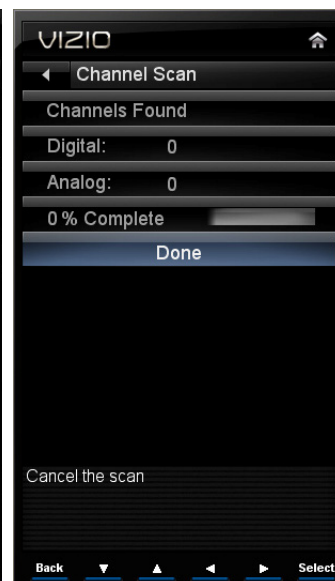 VIZIO
Channel Scan
Channels Found
Digital: 0
Analog: 0
0 % Complete
Done
Cancel the scan
Back Select